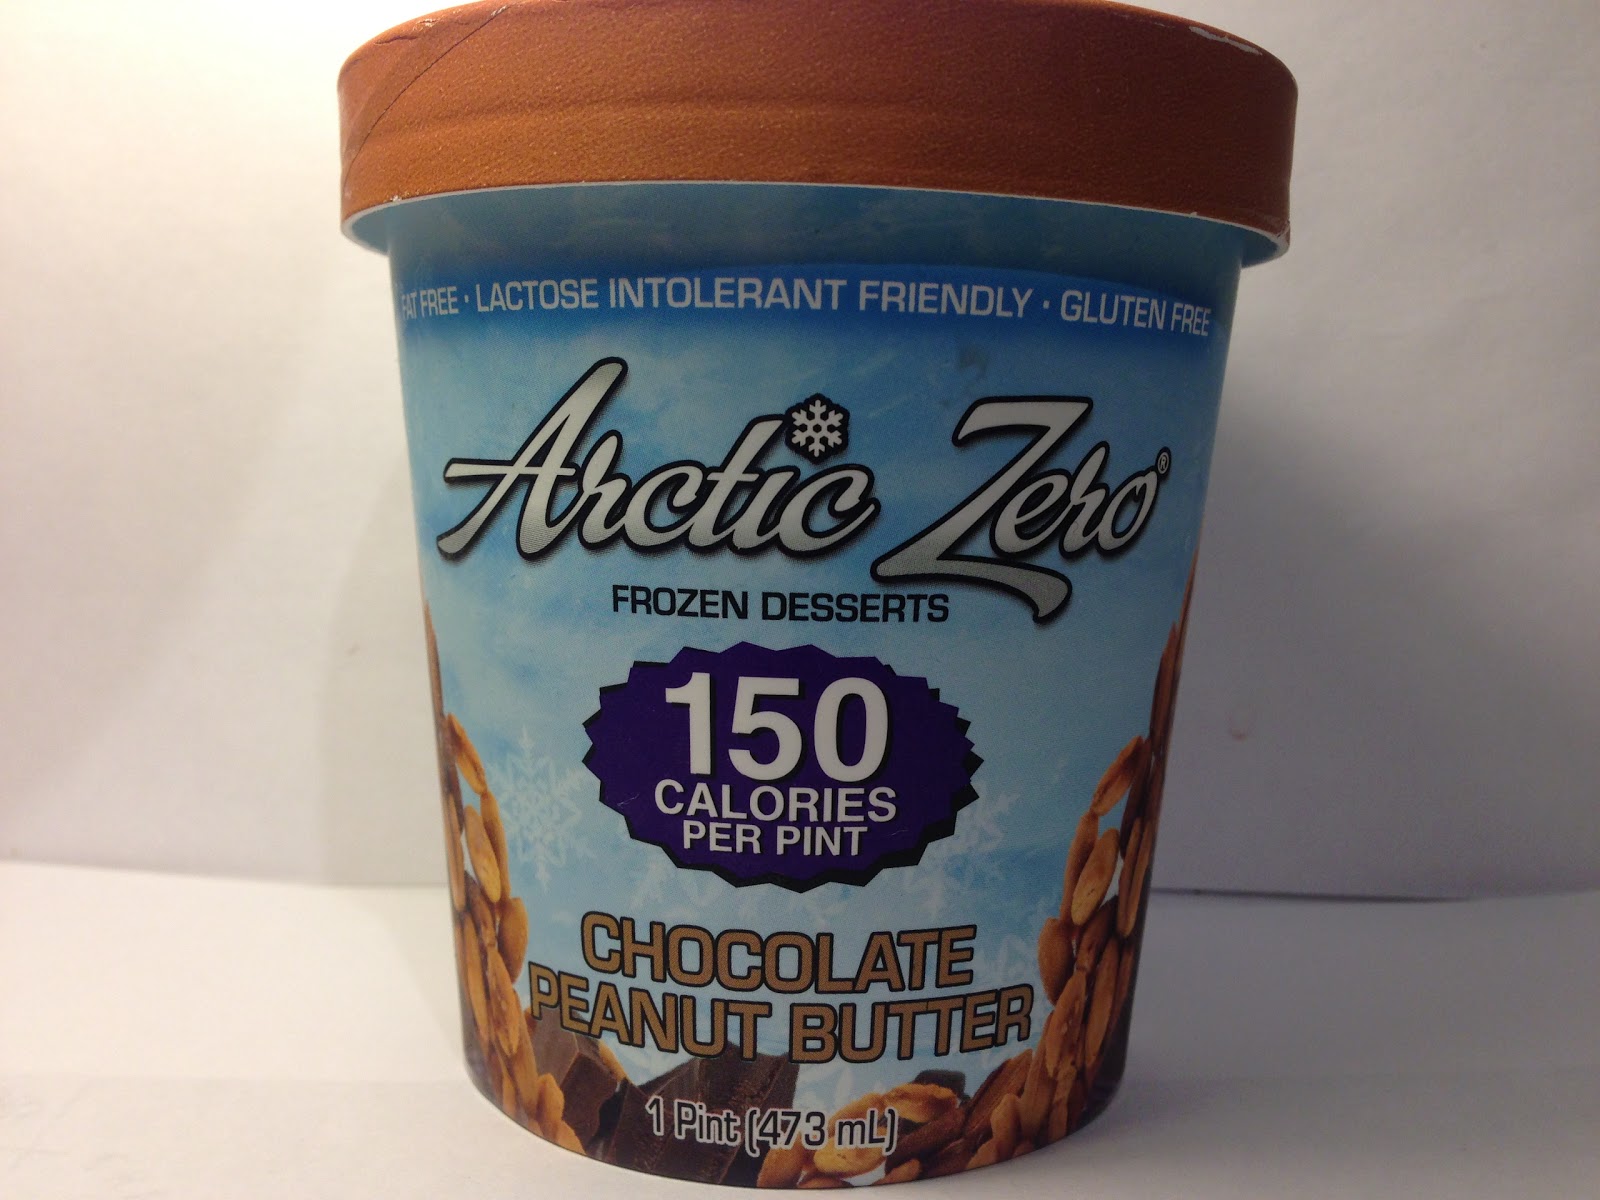 FAT FREE · LACTOSE INTOLERANT FRIENDLY · GLUTEN FREE
Arctic Zero®
FROZEN DESSERTS
150
CALORIES
PER PINT
CHOCOLATE
PEANUT BUTTER
1 Pint (473 mL)